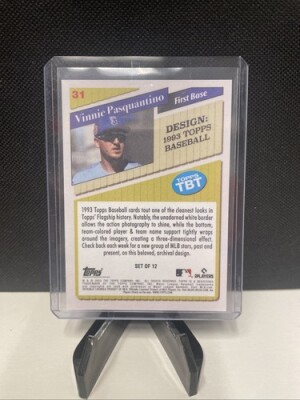 31
Vinnie Pasquantino
First Base
DESIGN:
1993 TOPPS
BASEBALL
TOPPS
TBT
1993 Topps Baseball cards tout one of the cleanest looks in
Topps' Flagship history. Notably, the unadorned white border
allows the action photography to shine, while the bottom,
team-colored player & team name support tightly wraps
around the imagery, creating a three-dimensional effect.
Check back each week for a new group of MLB stars, past and
present, on this beloved, archival design.
SET OF 12
Topps